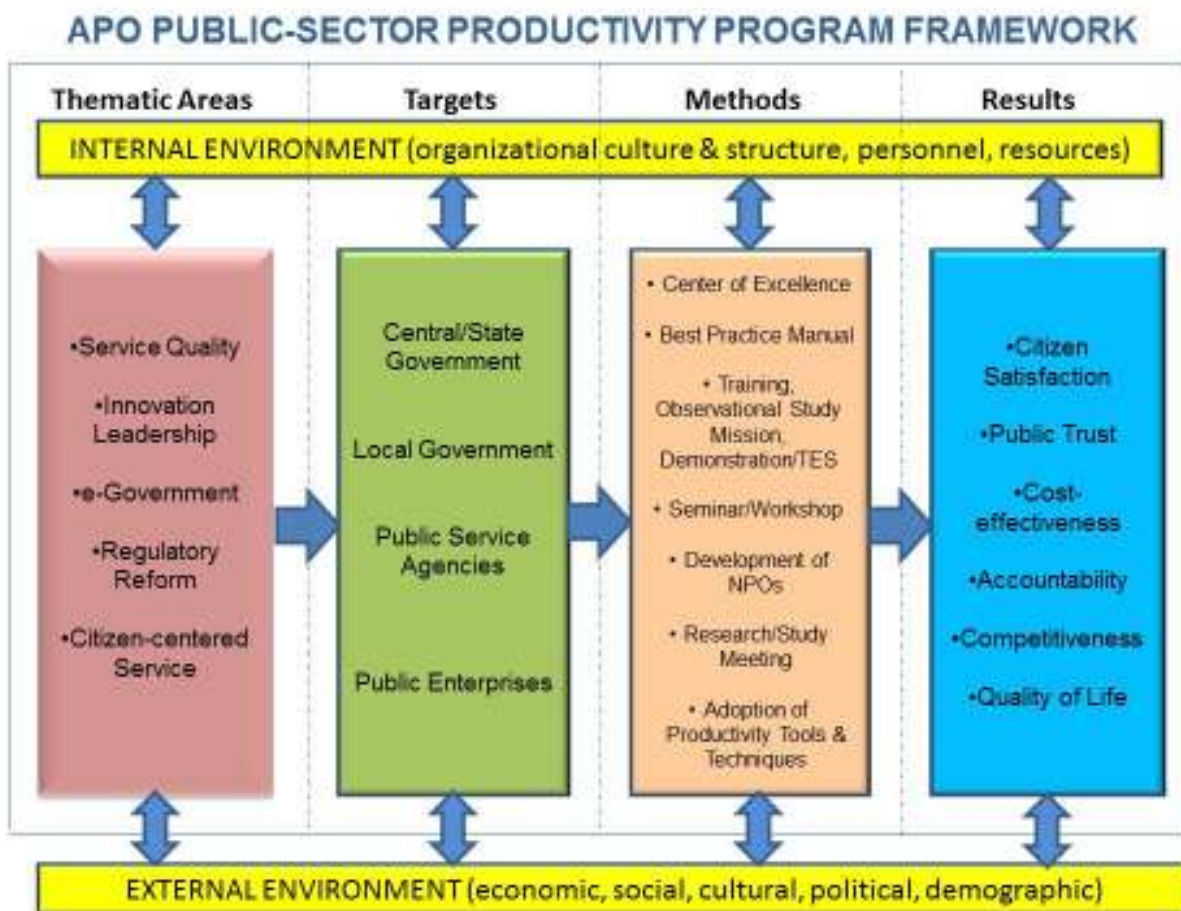 APO PUBLIC-SECTOR PRODUCTIVITY PROGRAM FRAMEWORK
Thematic Areas
Targets
Methods
Results
INTERNAL ENVIRONMENT (organizational culture & structure, personnel, resources)
•Service Quality
•Innovation
Leadership
•e-Government
•Regulatory
Reform
•Citizen-centered
Service
Central/State
Government
Local Government
Public Service
Agencies
Public Enterprises
• Center of Excellence
• Best Practice Manual
• Training,
Observational Study
Mission,
Demonstration/TES
• Seminar/Workshop
• Development of
NPOs
• Research/Study
Meeting
• Adoption of
Productivity Tools &
Techniques
•Citizen
Satisfaction
•Public Trust
•Cost-
effectiveness
•Accountability
•Competitiveness
•Quality of Life
EXTERNAL ENVIRONMENT (economic, social, cultural, political, demographic)